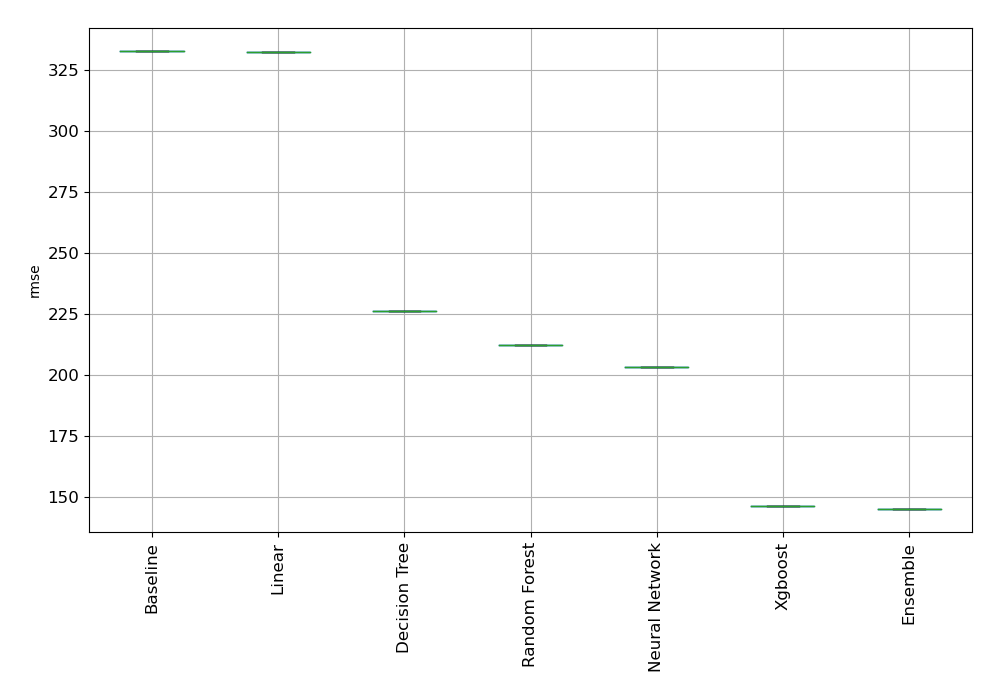 325
300
275
250
225
200
175
150
rmse
Baseline
Linear
Decision Tree
Random Forest
Neural Network
Xgboost
Ensemble